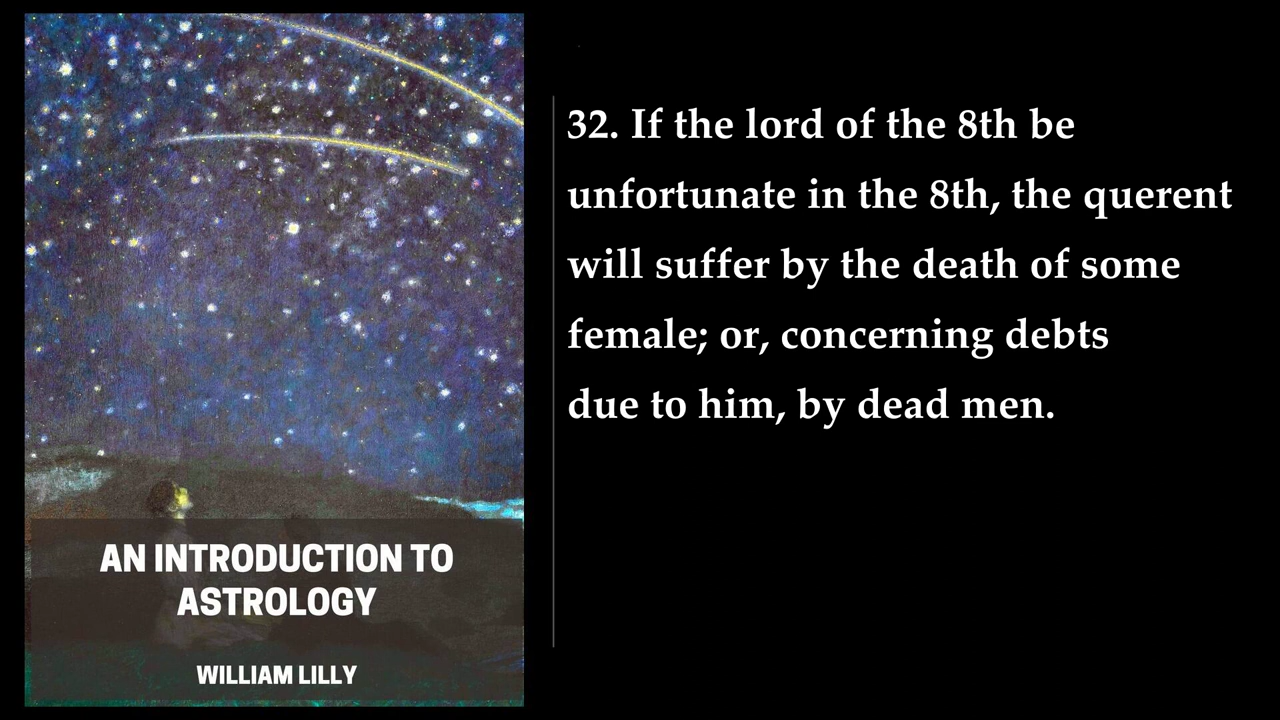 AN INTRODUCTION TO
ASTROLOGY
WILLIAM LILLY
32. If the lord of the 8th be
unfortunate in the 8th, the querent
will suffer by the death of some
female; or, concerning debts
due to him, by dead men.